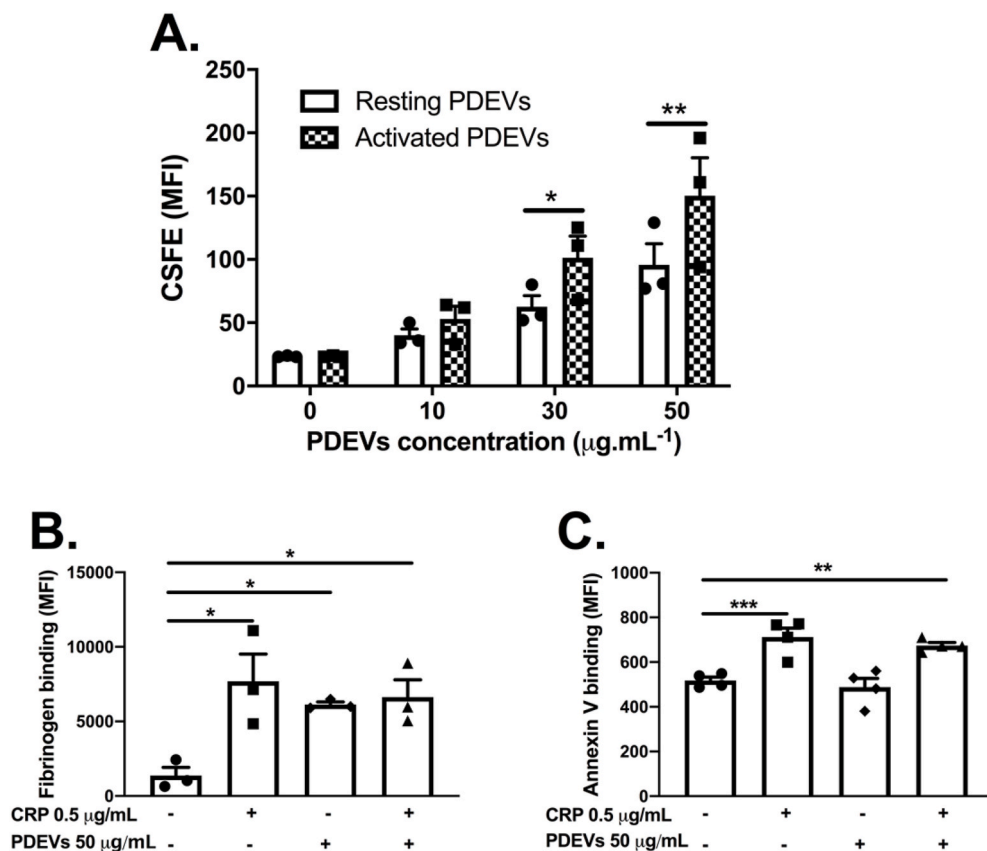 A.
250
200
150
100
50
0
CSFE (MFI)
Resting PDEVs
Activated PDEVs
*
**
0 10 30 50
PDEVs concentration (μg.mL⁻¹)
B.
15000
10000
5000
0
Fibrinogen binding (MFI)
*
*
*
CRP 0.5 μg/mL - + - +
PDEVs 50 μg/mL - - + +
C.
1000
800
600
400
200
0
Annexin V binding (MFI)
**
***
CRP 0.5 μg/mL - + - +
PDEVs 50 μg/mL - - + +